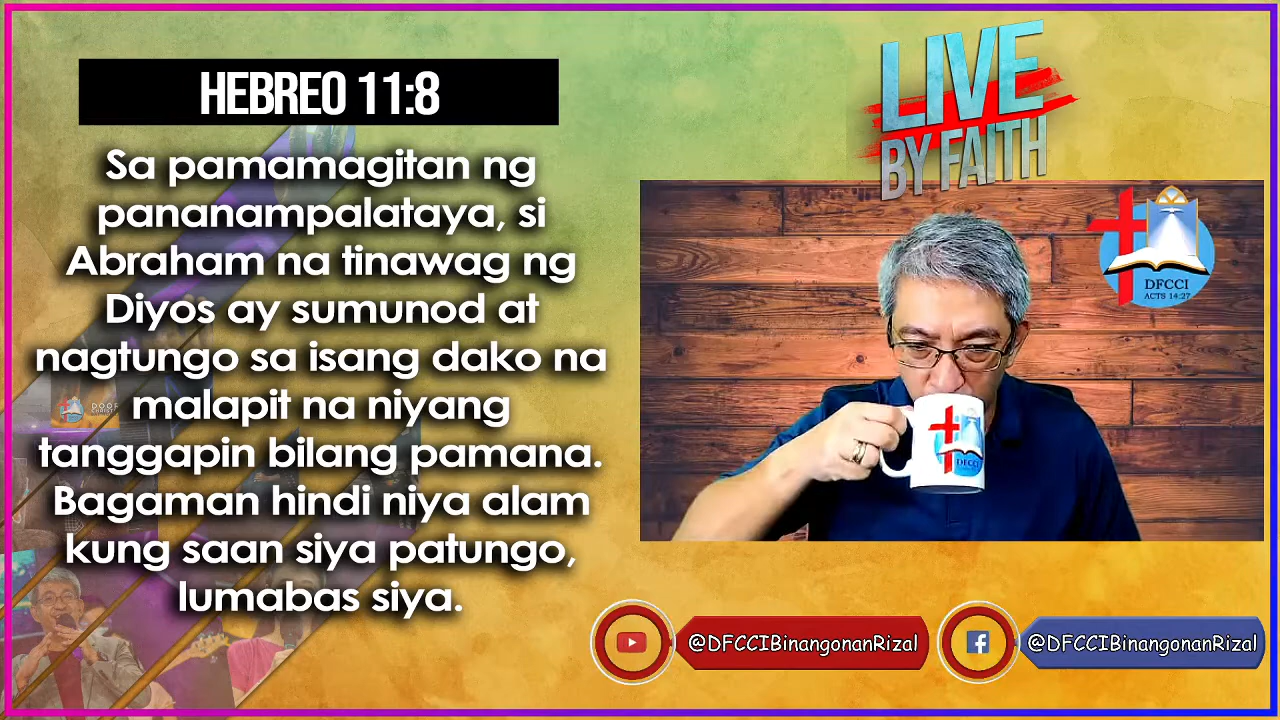 HEBREO 11:8
Sa pamamagitan ng
pananampalataya, si
Abraham na tinawag ng
Diyos ay sumunod at
nagtungo sa isang dako na
malapit na niyang
tanggapin bilang pamana.
Bagaman hindi niya alam
kung saan siya patungo,
lumabas siya.
LIVE
BY FAITH
DFCCI
ACTS 14:27
DFCCI
@DFCCIBinangonanRizal
@DFCCIBinangonanRizal